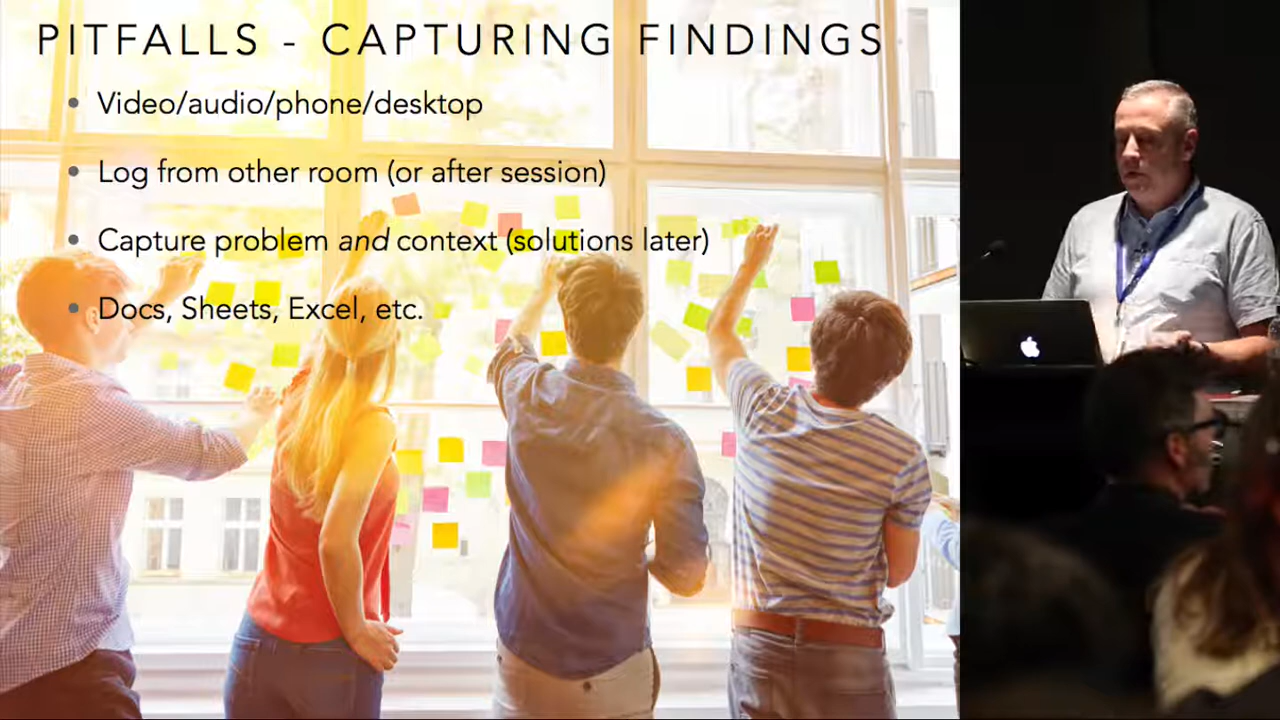 PITFALLS - CAPTURING FINDINGS
• Video/audio/phone/desktop
• Log from other room (or after session)
• Capture problem and context (solutions later)
• Docs, Sheets, Excel, etc.